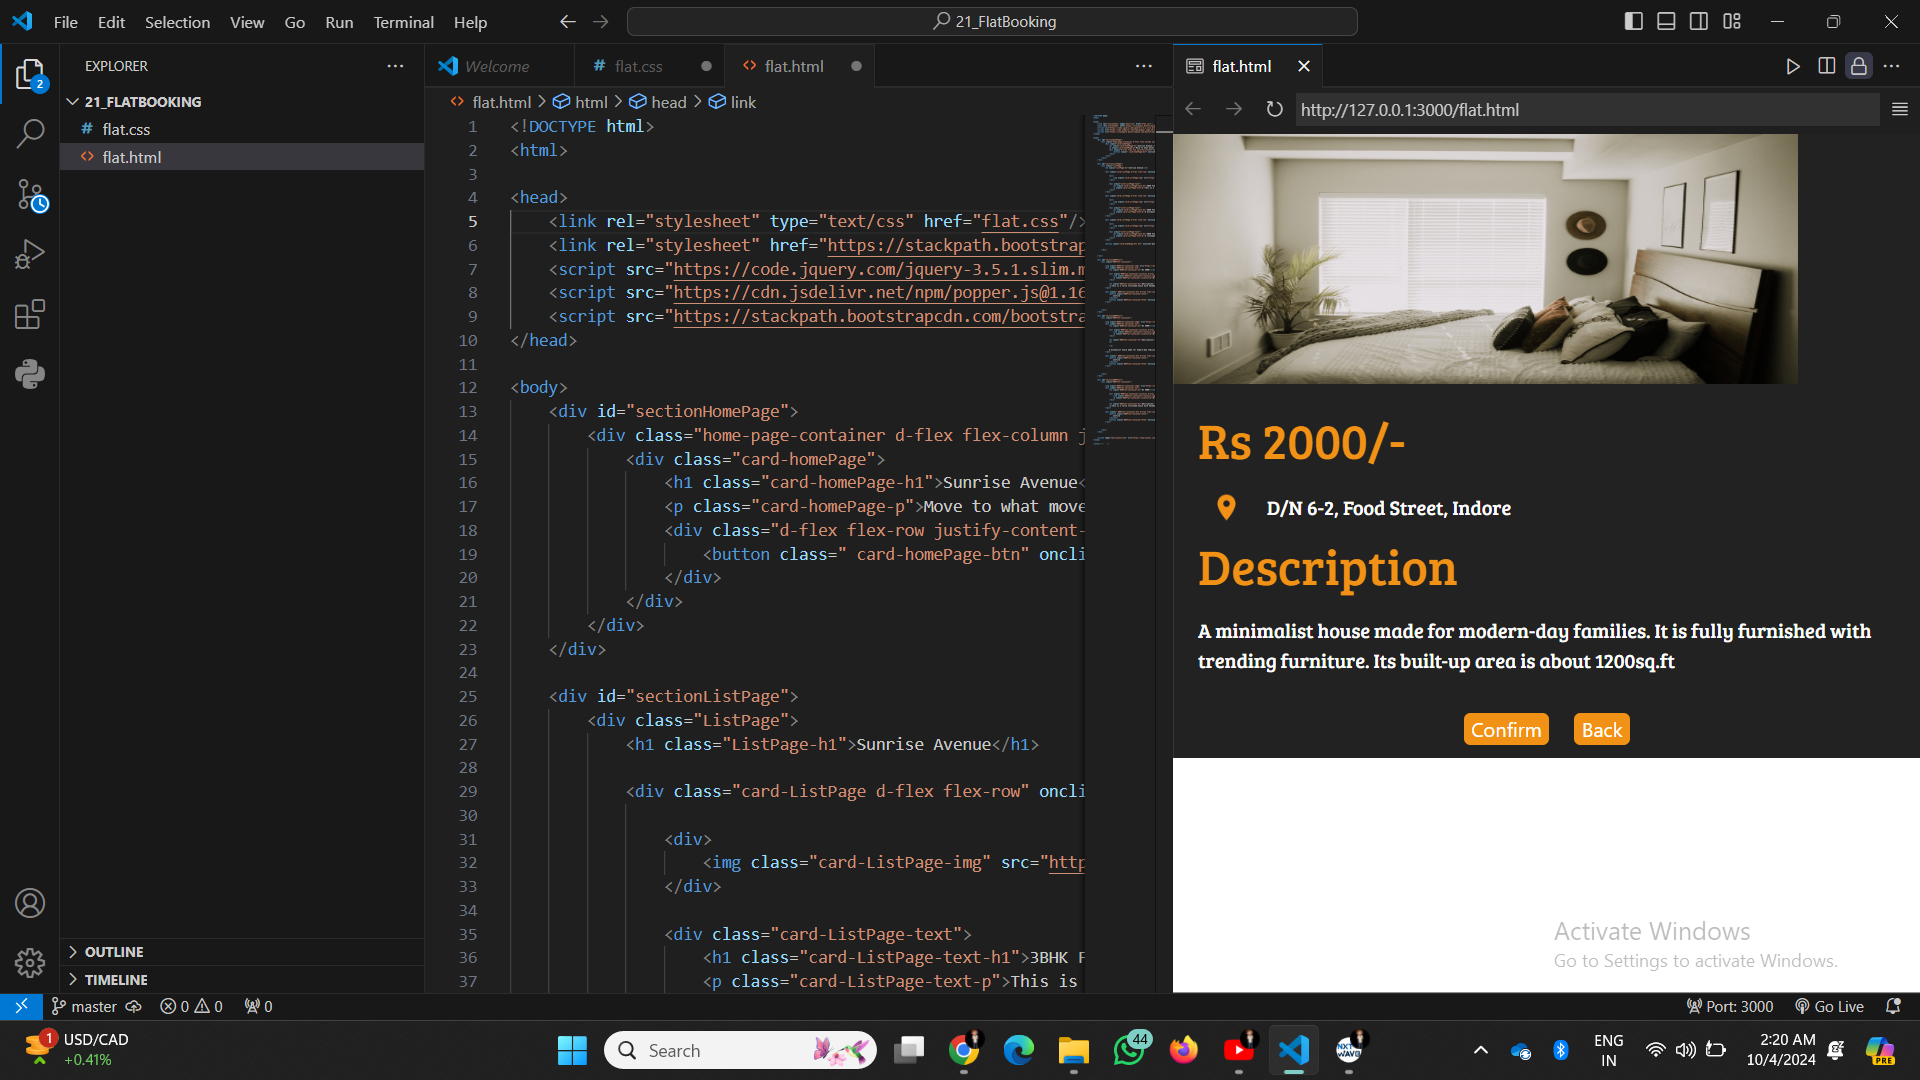 File Edit Selection View Go Run Terminal Help
21_FlatBooking
EXPLORER
2
21_FLATBOOKING
# flat.css
<> flat.html
OUTLINE
TIMELINE
Welcome
# flat.css
<> flat.html
<> flat.html > html > head > link
1 <!DOCTYPE html>
2 <html>
3
4 <head>
5 <link rel="stylesheet" type="text/css" href="flat.css"/>
6 <link rel="stylesheet" href="https://stackpath.bootstrap
7 <script src="https://code.jquery.com/jquery-3.5.1.slim.m
8 <script src="https://cdn.jsdelivr.net/npm/popper.js@1.16
9 <script src="https://stackpath.bootstrapcdn.com/bootstra
10 </head>
11
12 <body>
13 <div id="sectionHomePage">
14 <div class="home-page-container d-flex flex-column j
15 <div class="card-homePage">
16 <h1 class="card-homePage-h1">Sunrise Avenue<
17 <p class="card-homePage-p">Move to what move
18 <div class="d-flex flex-row justify-content-
19 <button class=" card-homePage-btn" oncli
20 </div>
21 </div>
22 </div>
23 </div>
24
25 <div id="sectionListPage">
26 <div class="ListPage">
27 <h1 class="ListPage-h1">Sunrise Avenue</h1>
28
29 <div class="card-ListPage d-flex flex-row" oncli
30
31 <div>
32 <img class="card-ListPage-img" src="http
33 </div>
34
35 <div class="card-ListPage-text">
36 <h1 class="card-ListPage-text-h1">3BHK F
37 <p class="card-ListPage-text-p">This is
flat.html
http://127.0.0.1:3000/flat.html
Rs 2000/-
D/N 6-2, Food Street, Indore
Description
A minimalist house made for modern-day families. It is fully furnished with
trending furniture. Its built-up area is about 1200sq.ft
Confirm Back
Activate Windows
Go to Settings to activate Windows.
master 0 0 0
Port: 3000 Go Live
1
USD/CAD
+0.41%
Search
44
NXT
WAVE
ENG
IN
2:20 AM
10/4/2024
PRE